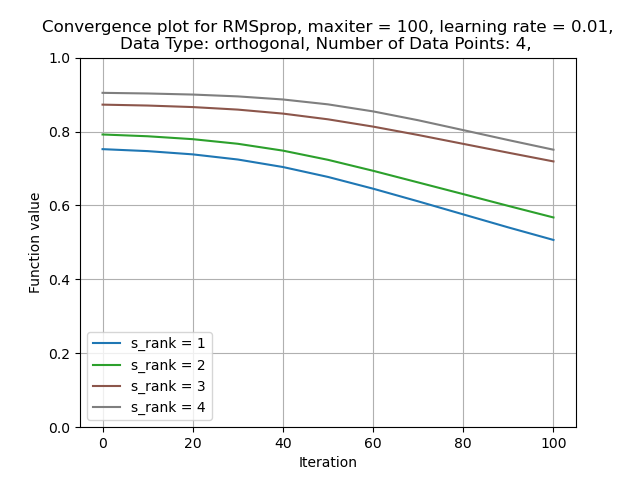 Convergence plot for RMSprop, maxiter = 100, learning rate = 0.01,
Data Type: orthogonal, Number of Data Points: 4,
1.0
0.8
0.6
0.4
0.2
0.0
Function value
s_rank = 1
s_rank = 2
s_rank = 3
s_rank = 4
0 20 40 60 80 100
Iteration